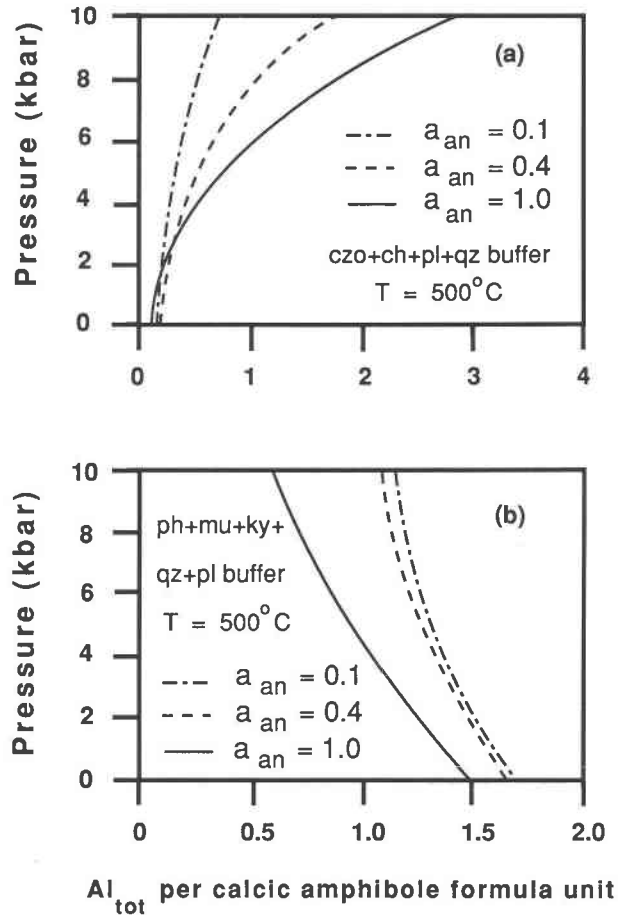 10
8
6
4
2
0
Pressure (kbar)
(a)
a an = 0.1
a an = 0.4
a an = 1.0
czo+ch+pl+qz buffer
T = 500°C
0 1 2 3 4
10
8
6
4
2
0
Pressure (kbar)
(b)
ph+mu+ky+
qz+pl buffer
T = 500°C
a an = 0.1
a an = 0.4
a an = 1.0
0 0.5 1.0 1.5 2.0
Al tot per calcic amphibole formula unit